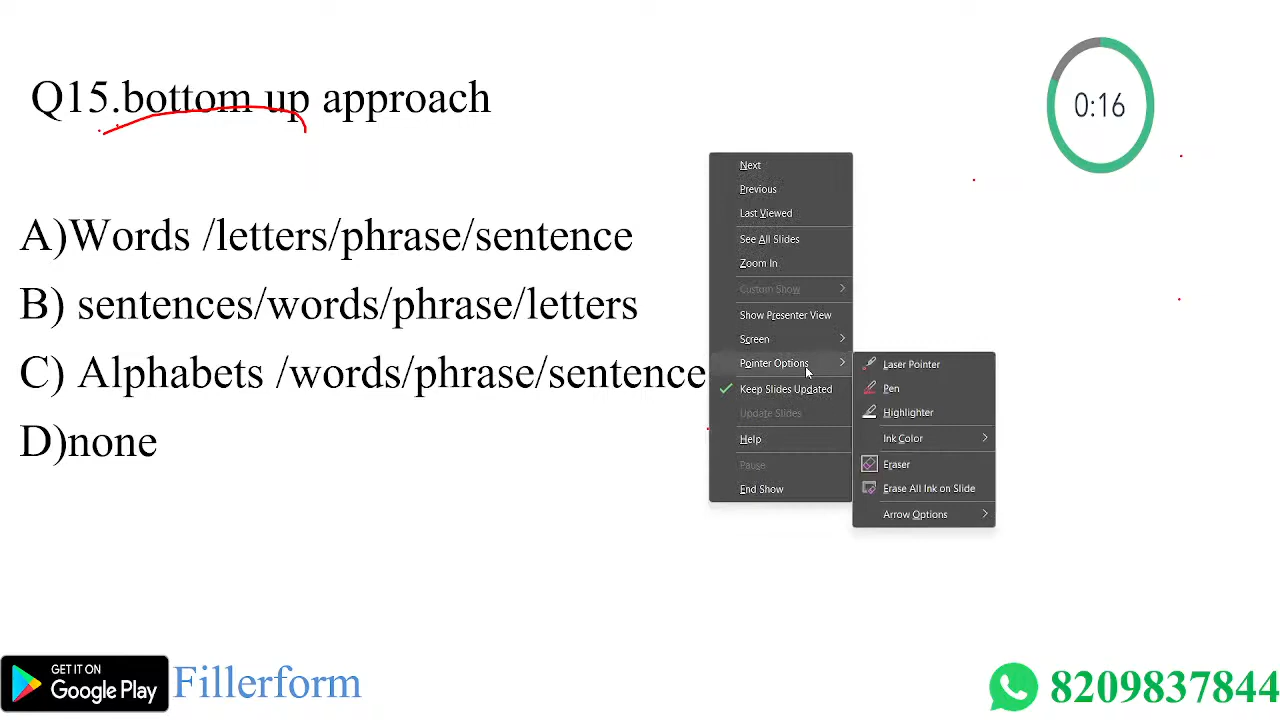 Q15.bottom up approach
0:16
A)Words /letters/phrase/sentence
B) sentences/words/phrase/letters
C) Alphabets /words/phrase/sentence
D)none
Next
Previous
Last Viewed
See All Slides
Zoom In
Custom Show
Show Presenter View
Screen
Pointer Options
Keep Slides Updated
Update Slides
Help
Pause
End Show
Laser Pointer
Pen
Highlighter
Ink Color
Eraser
Erase All Ink on Slide
Arrow Options
GET IT ON
Google Play
Fillerform
8209837844